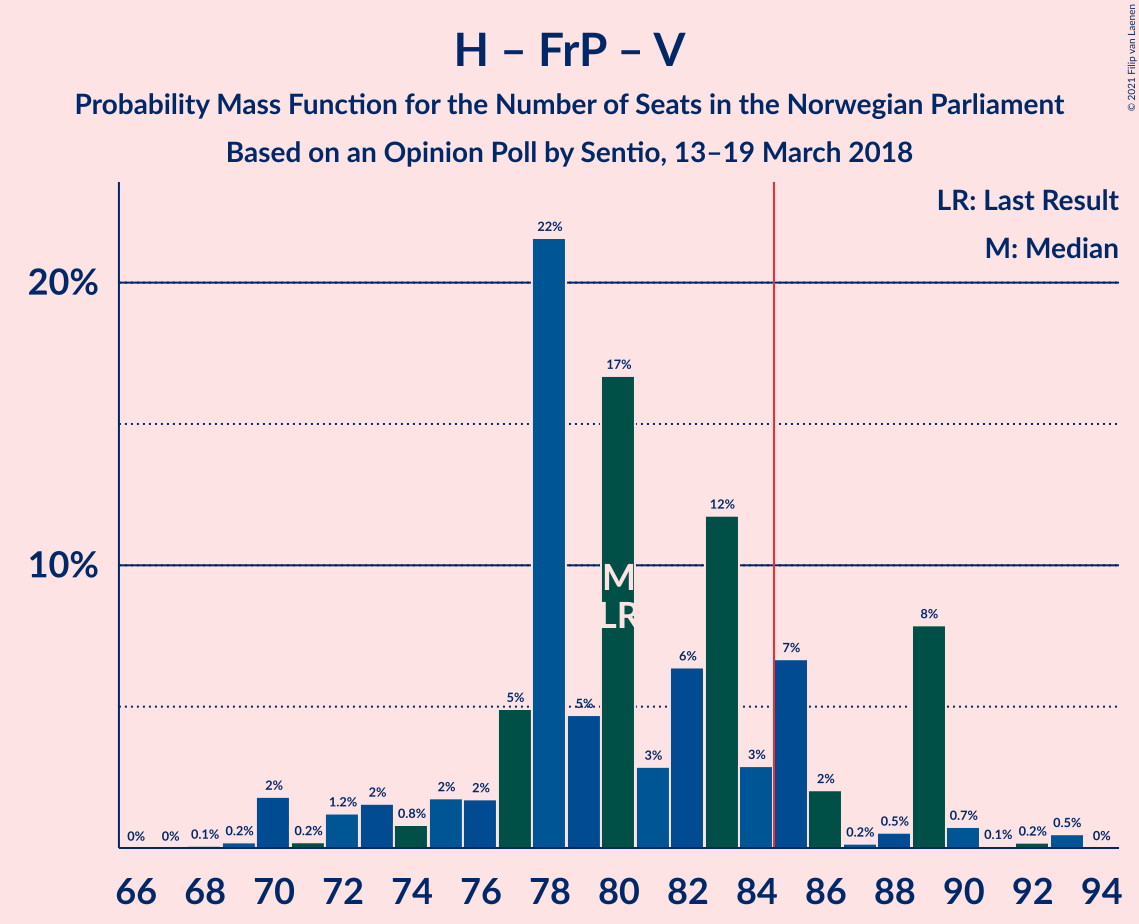 H – FrP – V
Probability Mass Function for the Number of Seats in the Norwegian Parliament
Based on an Opinion Poll by Sentio, 13–19 March 2018
© 2021 Filip van Laenen
LR: Last Result
M: Median
20%
10%
0% 0% 0.1% 0.2% 2% 0.2% 1.2% 2% 0.8% 2% 2% 5% 22% 5% 17% 3% 6% 12% 3% 7% 2% 0.2% 0.5% 8% 0.7% 0.1% 0.2% 0.5% 0%
M
LR
66 68 70 72 74 76 78 80 82 84 86 88 90 92 94